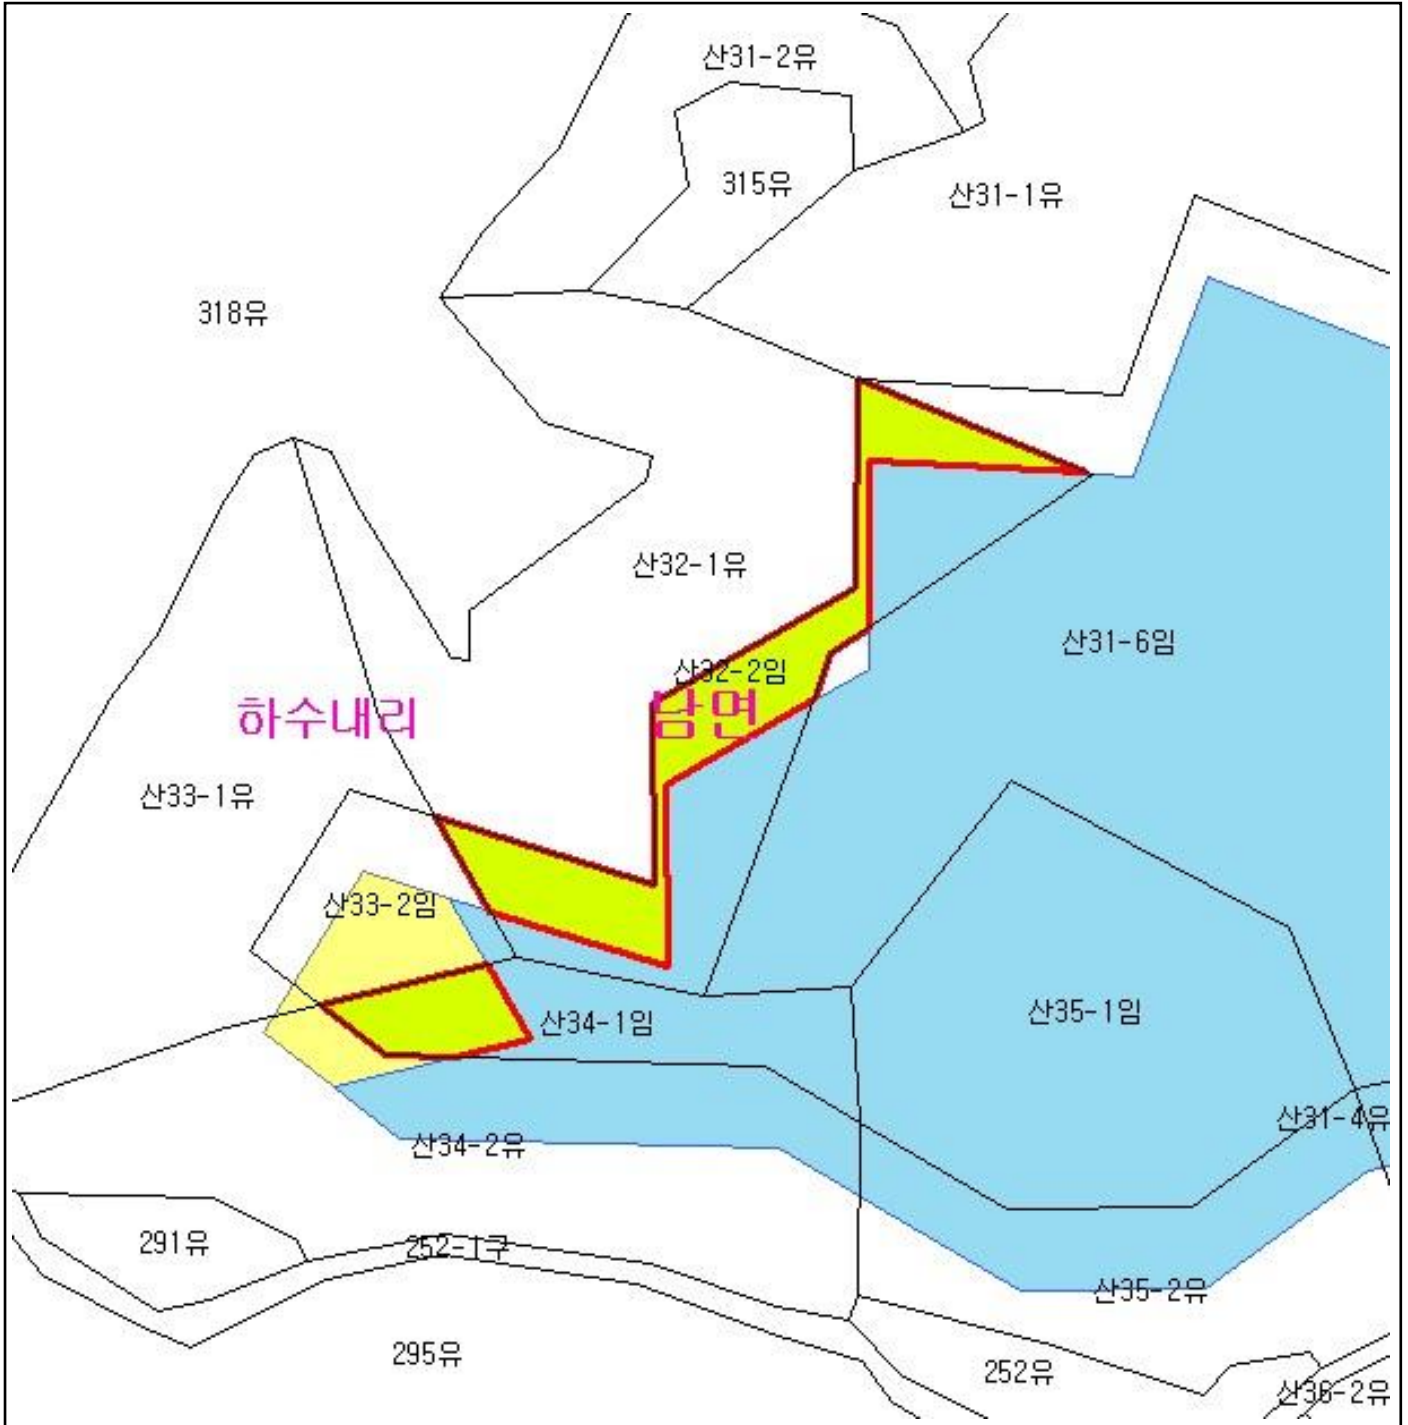 산31-2유
315유
산31-1유
318유
산32-1유
산31-6임
산32-2임
하수내리
남면
산33-1유
산33-2임
산35-1임
산34-1임
산31-4유
산34-2유
291유
252-1구
산35-2유
295유
252유
산36-2유